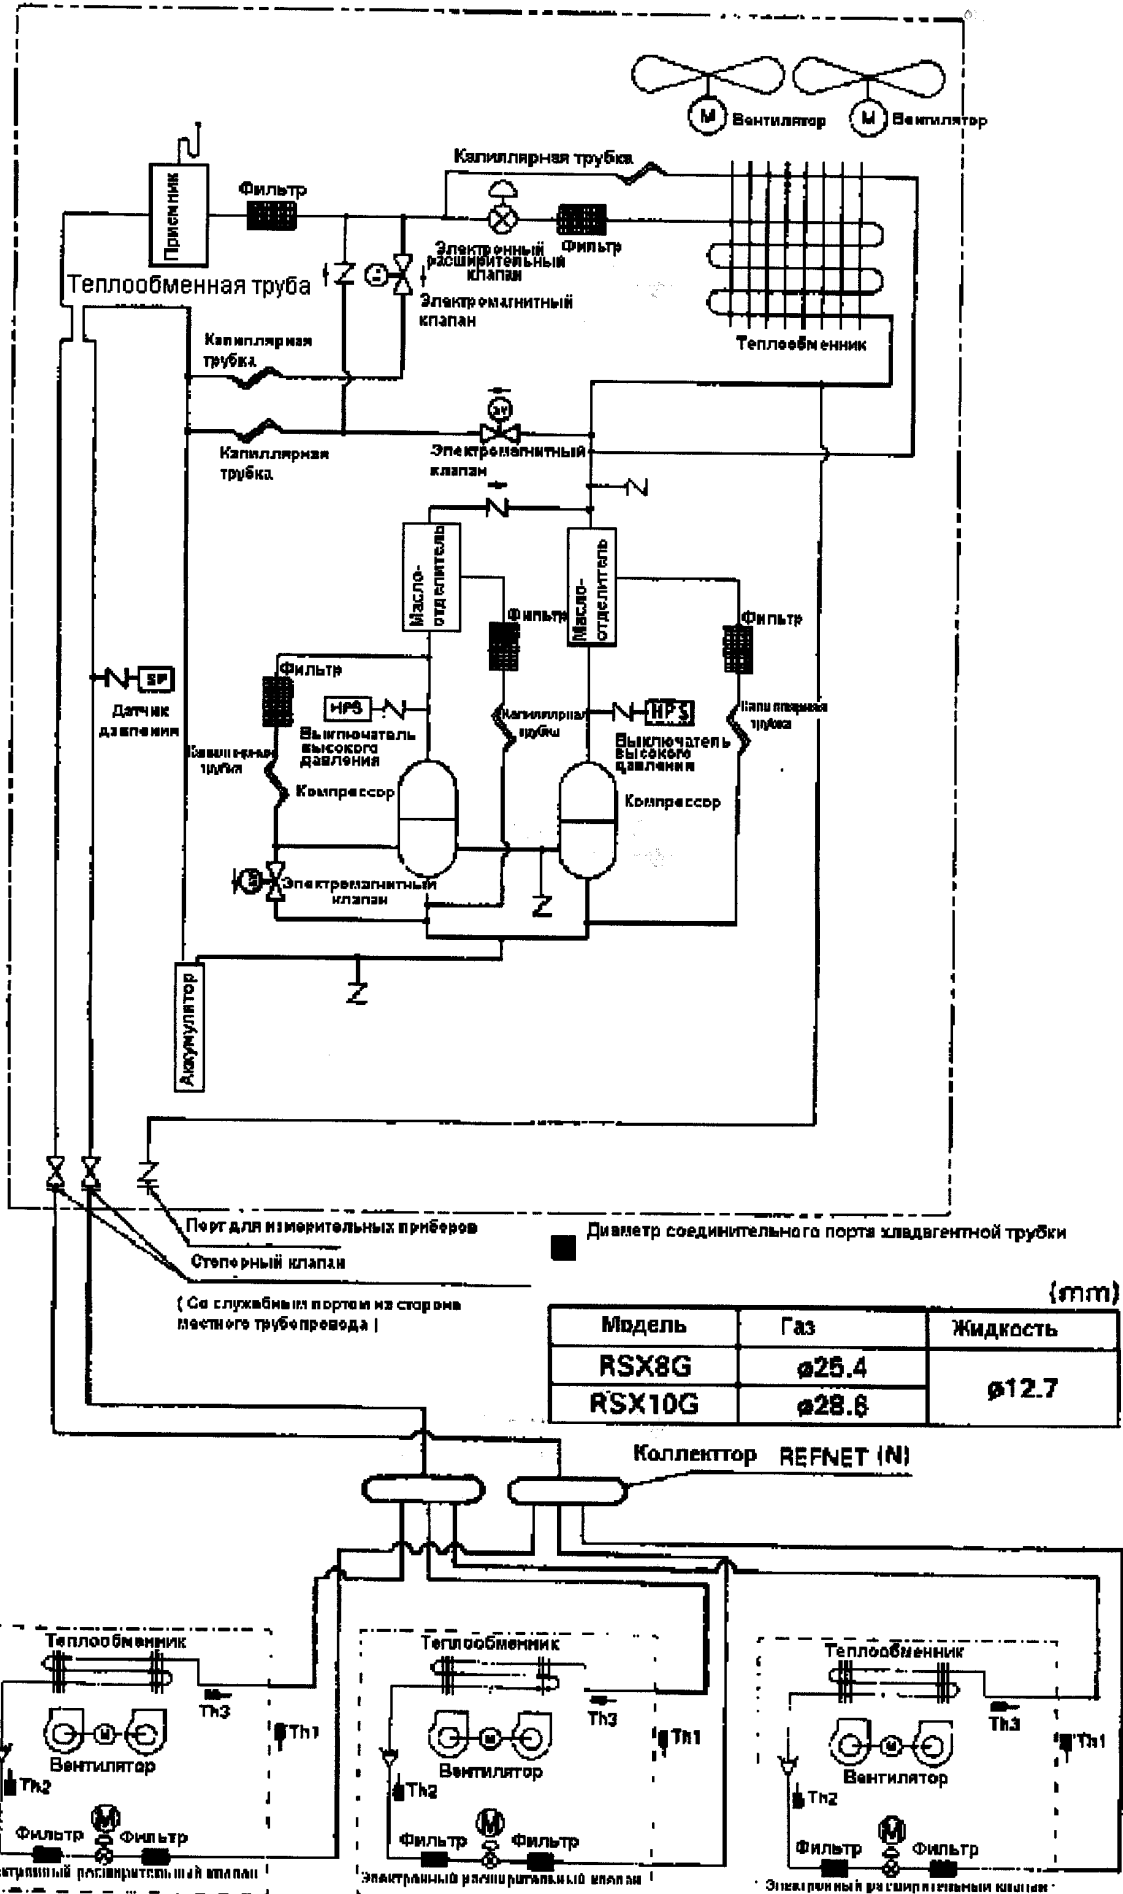 M
Вентилятор
M
Вентилятор
Капиллярная трубка
Приемник
Фильтр
Электронный
расширительный
клапан
Фильтр
Теплообменная труба
Электромагнитный
клапан
Теплообменник
Капиллярная
трубка
Капиллярная
трубка
Электромагнитный
клапан
Масло-
отделитель
Масло-
отделитель
Фильтр
Фильтр
Фильтр
HPS
HPS
Датчик
давления
Выключатель
высокого
давления
Капиллярная
трубка
Выключатель
высокого
давления
Капиллярная
трубка
Капиллярная
трубка
Компрессор
Компрессор
Электромагнитный
клапан
Аккумулятор
Порт для измерительных приборов
Стопорный клапан
( Со служебным портом на стороне
местного трубопровода )
Диаметр соединительного порта хладагентной трубки
(mm)
Модель Газ Жидкость
RSX8G ø25.4 ø12.7
RSX10G ø28.6
Коллекттор REFNET (N)
Теплообменник
Th3
Th1
M
Вентилятор
Th2
M
Фильтр Фильтр
Теплообменник
Th3
Th1
M
Вентилятор
Th2
M
Фильтр Фильтр
Электронный расширительный клапан
Теплообменник
Th3
Th1
M
Вентилятор
Th2
M
Фильтр Фильтр
Электронный расширительный клапан